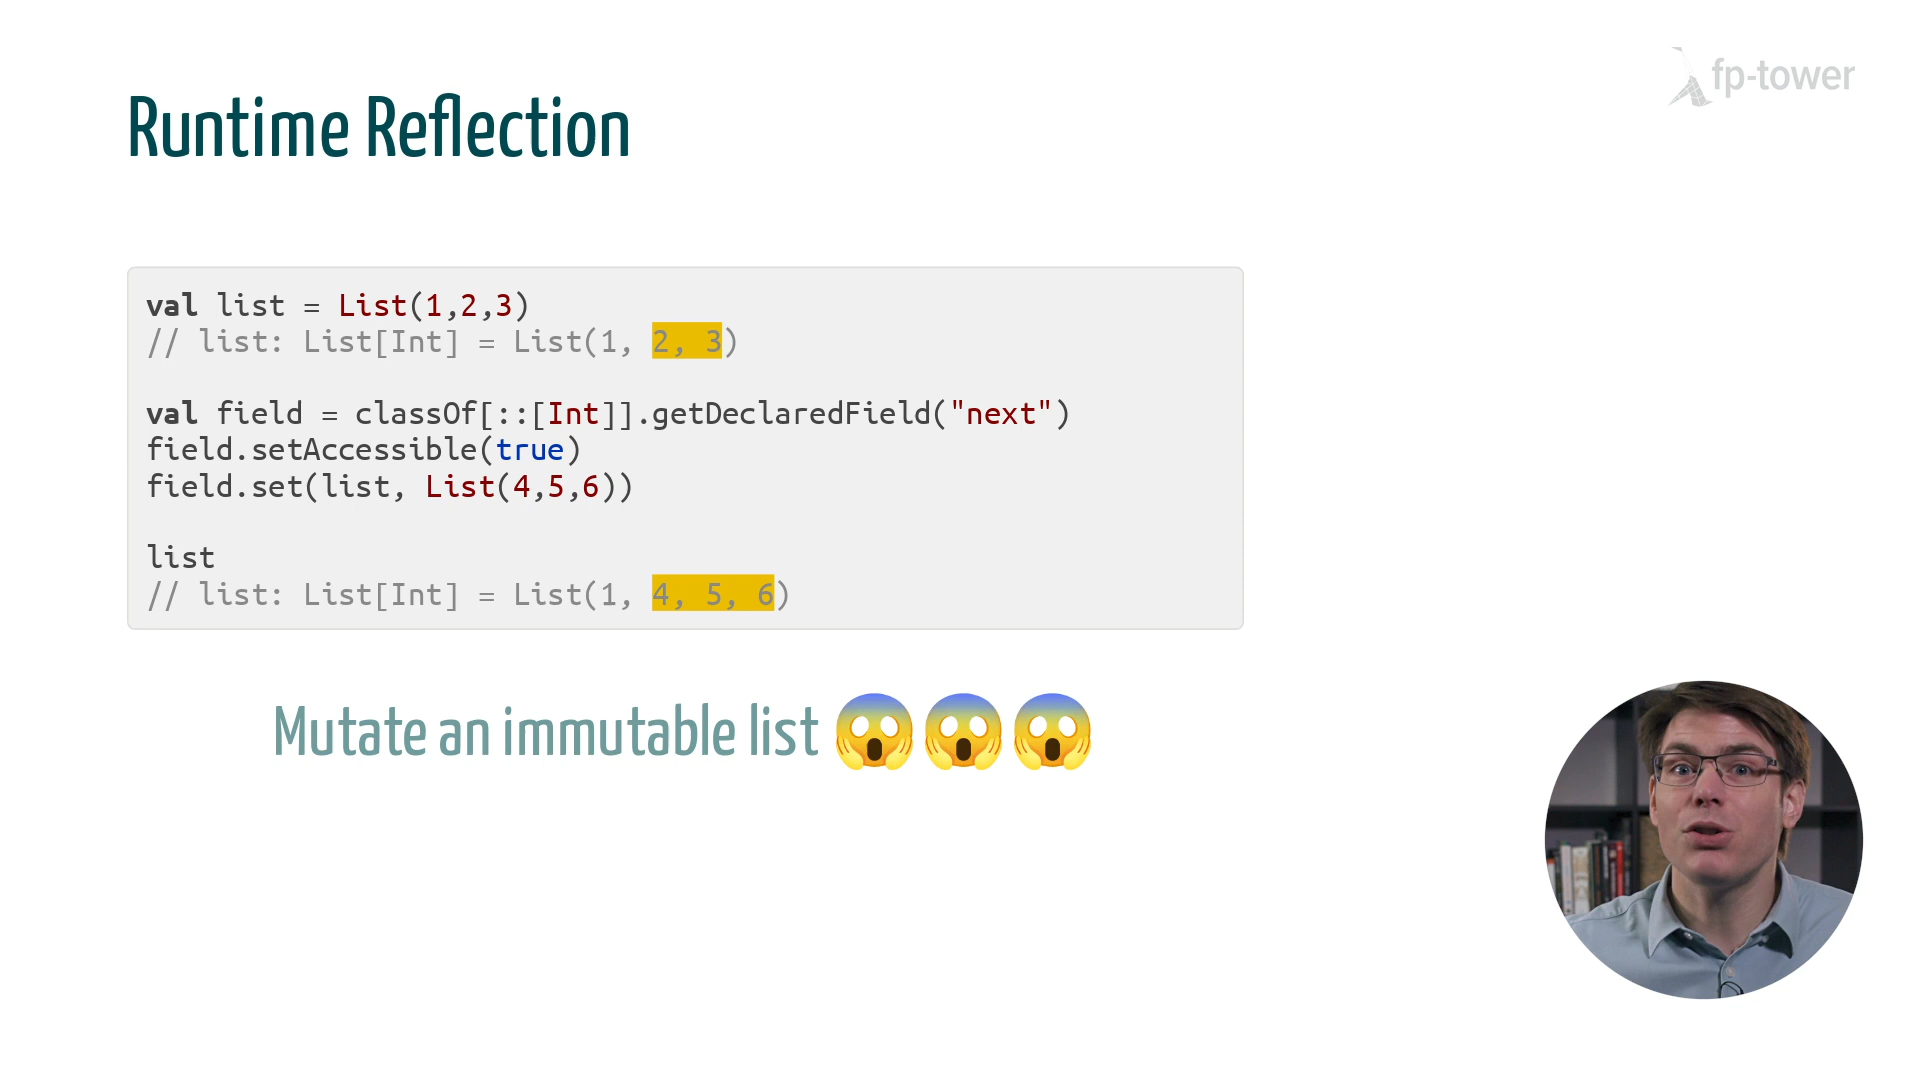 fp-tower
Runtime Reflection
val list = List(1,2,3)
// list: List[Int] = List(1, 2, 3)
val field = classOf[::[Int]].getDeclaredField("next")
field.setAccessible(true)
field.set(list, List(4,5,6))
list
// list: List[Int] = List(1, 4, 5, 6)
Mutate an immutable list 😱😱😱